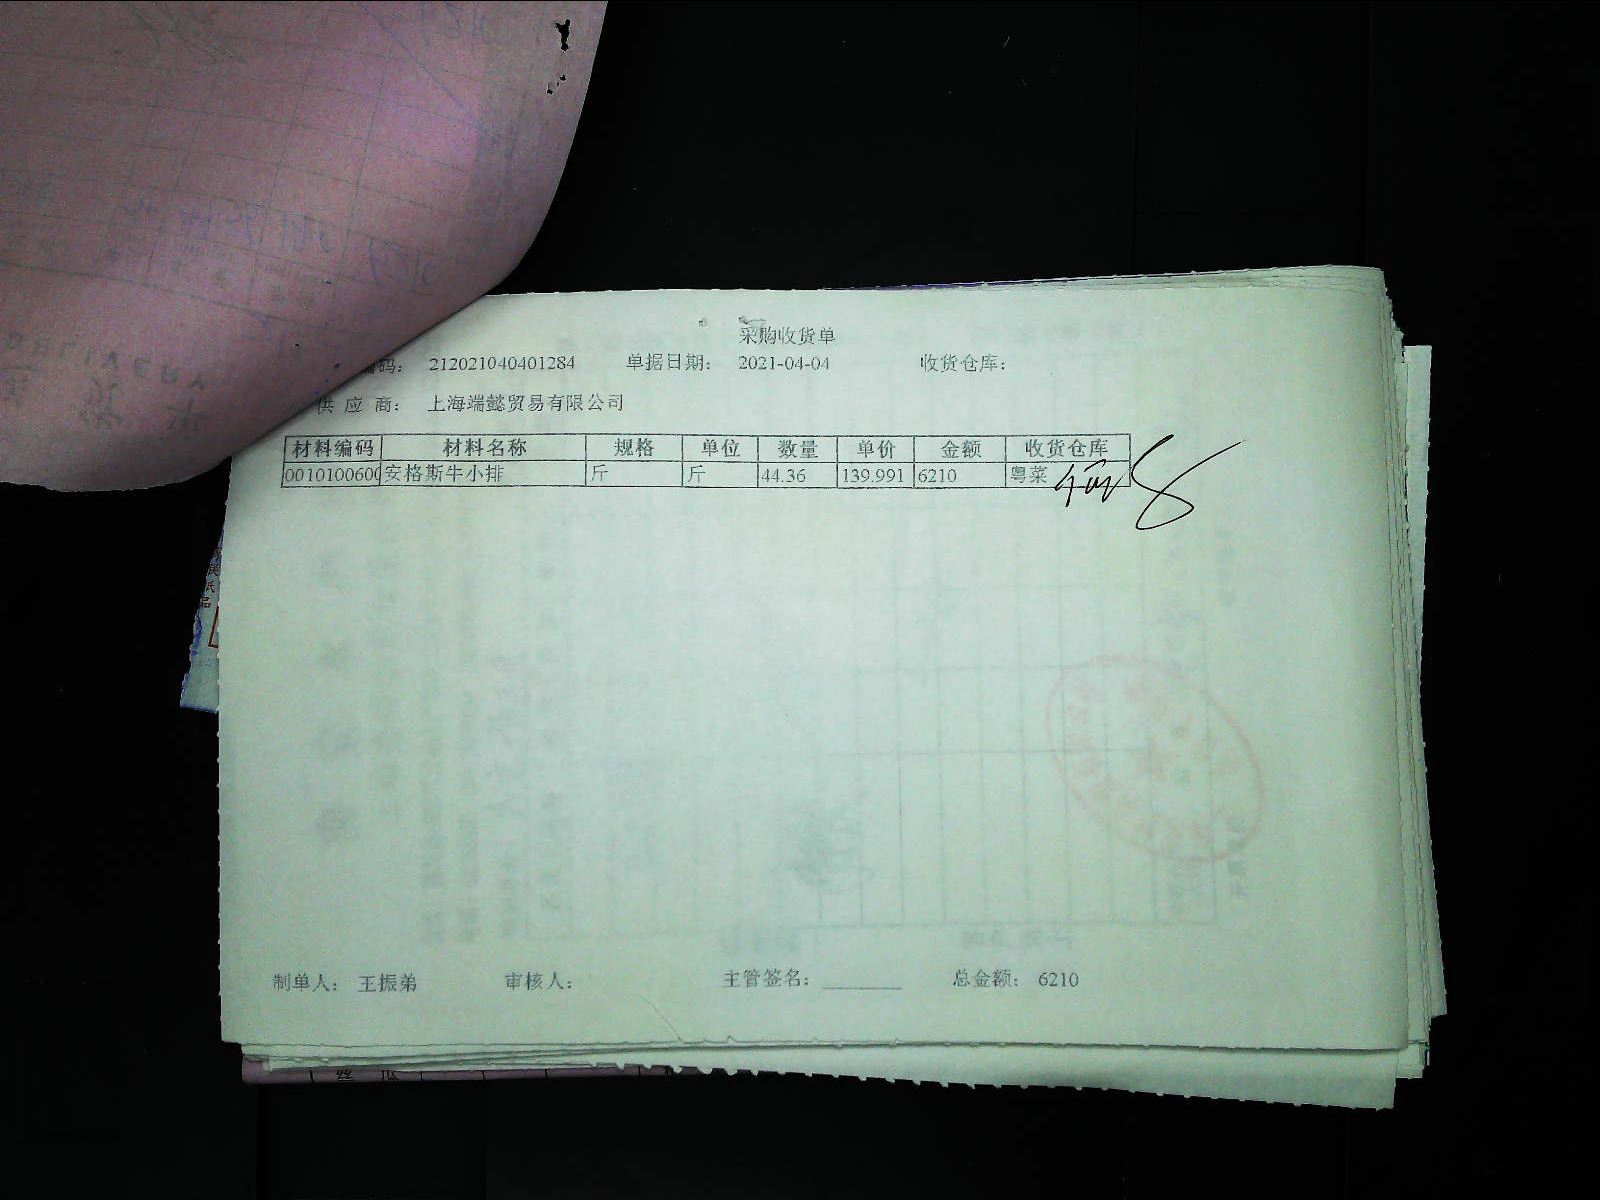 采购收货单
编码： 212021040401284 单据日期： 2021-04-04 收货仓库：
供 应 商： 上海端懿贸易有限公司
材料编码 材料名称 规格 单位 数量 单价 金额 收货仓库
0010100600 安格斯牛小排 斤 斤 44.36 139.991 6210 粤菜
制单人： 王振弟 审核人： 主管签名： ________ 总金额： 6210